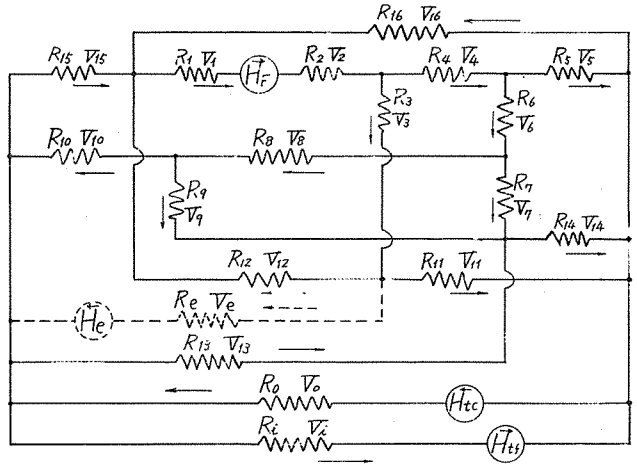 R16 V16
R15 V15 R1 V1 HF R2 V2 R4 V4 R5 V5
R3 V3 R6 V6
R10 V10 R8 V8
R9 V9 R7 V7
R14 V14
R12 V12 R11 V11
He Re Ve
R13 V13
R0 V0 Htc
Ri Vi Hts